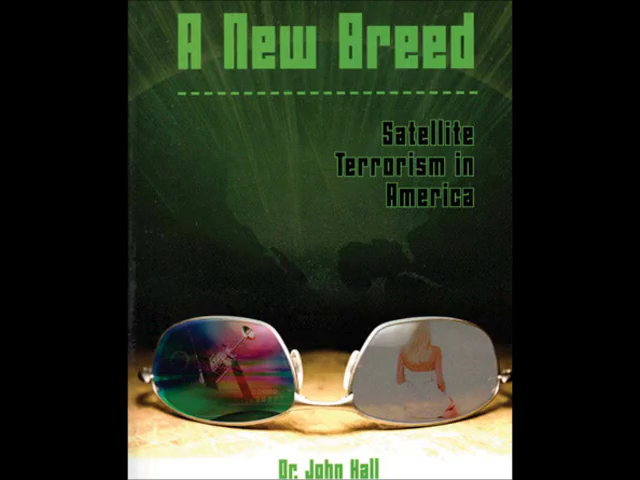 A New Breed
Satellite
Terrorism in
America
Dr. John Hall